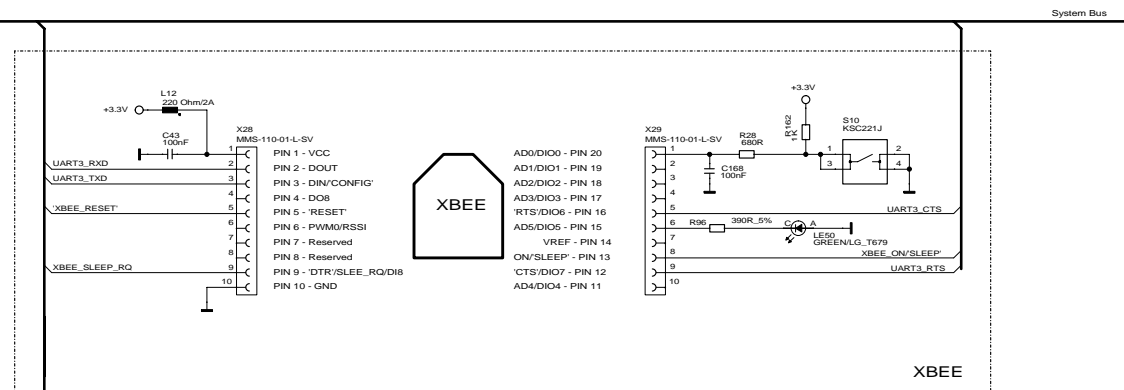 System Bus
+3.3V
L12
220 Ohm/2A
C43
100nF
X28
MMS-110-01-L-SV
1
2
3
4
5
6
7
8
9
10
UART3_RXD
UART3_TXD
'XBEE_RESET'
XBEE_SLEEP_RQ
PIN 1 - VCC
PIN 2 - DOUT
PIN 3 - DIN/'CONFIG'
PIN 4 - DO8
PIN 5 - 'RESET'
PIN 6 - PWM0/RSSI
PIN 7 - Reserved
PIN 8 - Reserved
PIN 9 - 'DTR'/SLEE_RQ/DI8
PIN 10 - GND
XBEE
AD0/DIO0 - PIN 20
AD1/DIO1 - PIN 19
AD2/DIO2 - PIN 18
AD3/DIO3 - PIN 17
'RTS'/DIO6 - PIN 16
AD5/DIO5 - PIN 15
VREF - PIN 14
ON/'SLEEP' - PIN 13
'CTS'/DIO7 - PIN 12
AD4/DIO4 - PIN 11
X29
MMS-110-01-L-SV
1
2
3
4
5
6
7
8
9
10
C168
100nF
R28
680R
+3.3V
R162
1K
S10
KSC221J
1
3
2
4
UART3_CTS
R96
390R_5%
C
A
LE50
GREEN/LG_T679
XBEE_ON/'SLEEP'
UART3_RTS
XBEE